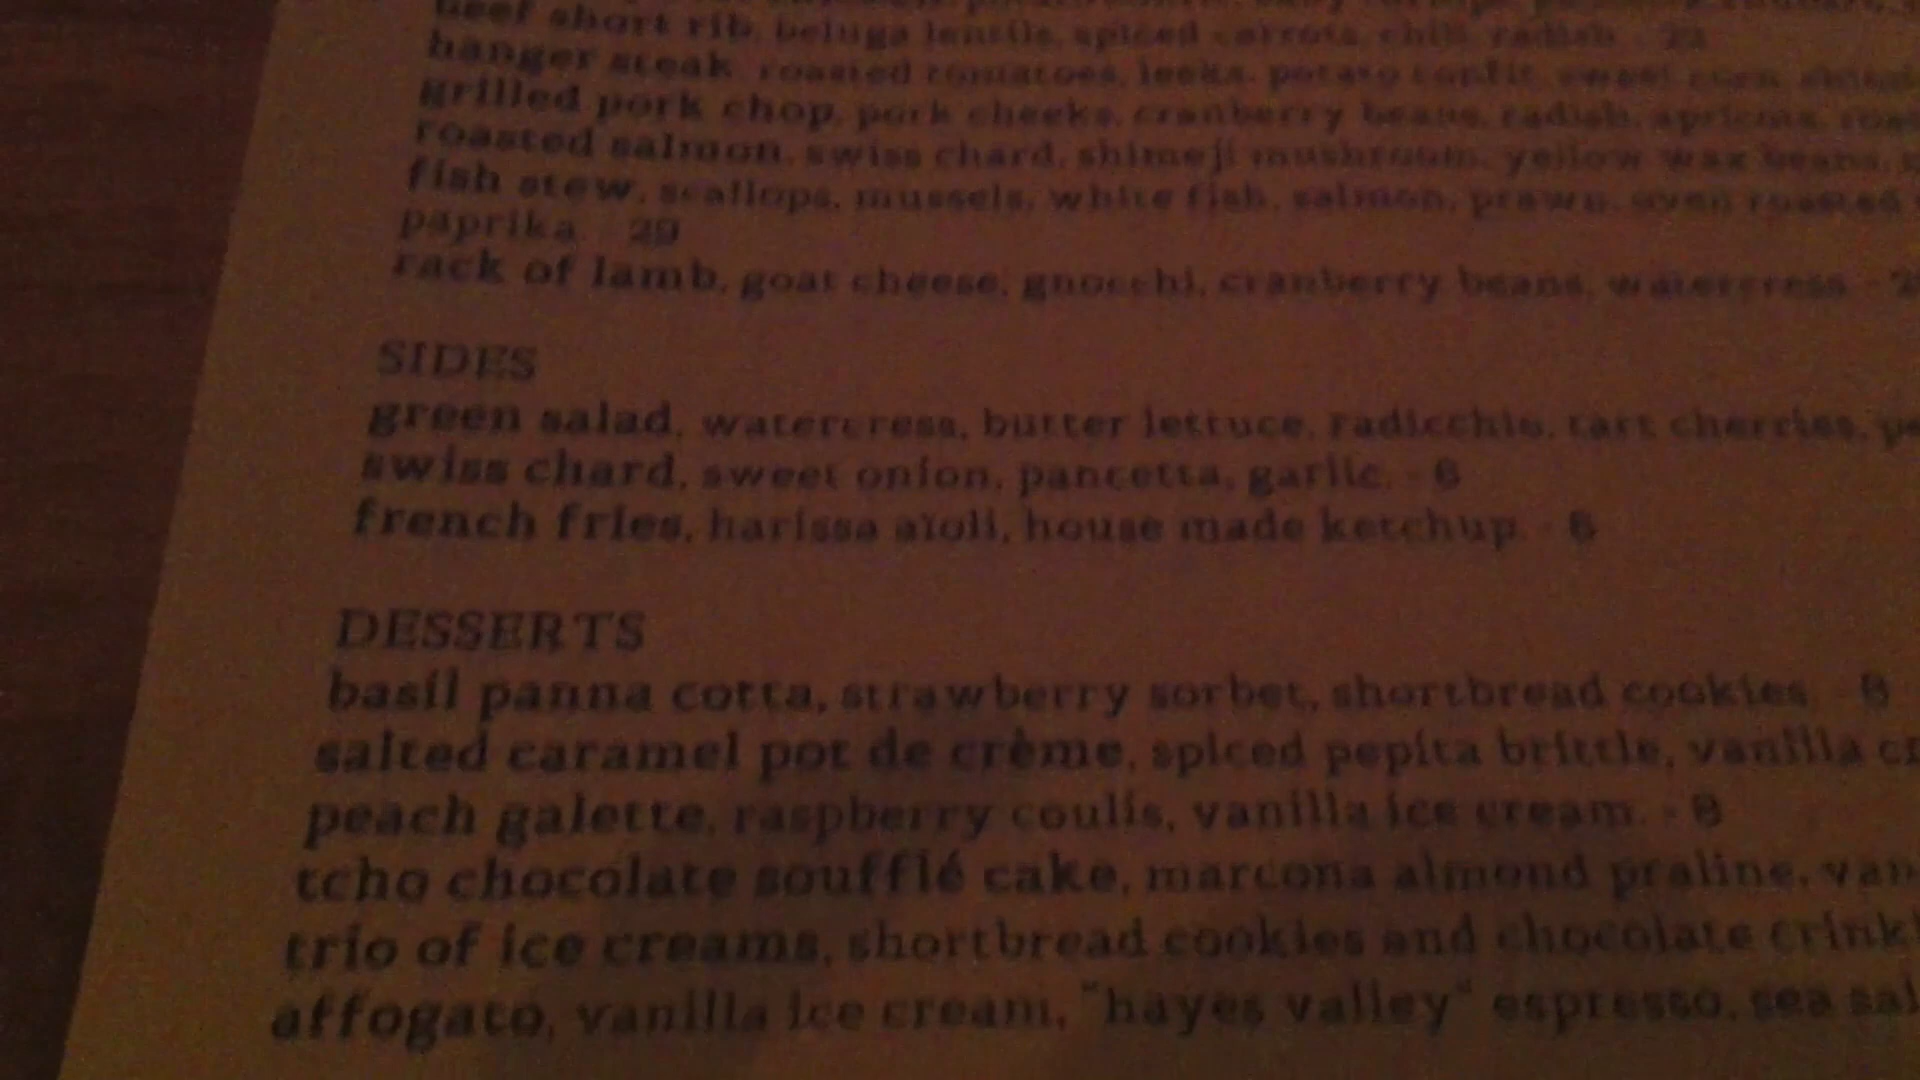 beef short rib, beluga lentils, spiced carrots, chili, radish - 23
hanger steak, roasted tomatoes, leeks, potato confit, sweet corn,
grilled pork chop, pork cheeks, cranberry beans, radish, apricots,
roasted salmon, swiss chard, shimeji mushroom, yellow wax beans,
fish stew, scallops, mussels, white fish, salmon, prawn, oven roasted
paprika 29
rack of lamb, goat cheese, gnocchi, cranberry beans, watercress -
SIDES
green salad, watercress, butter lettuce, radicchio, tart cherries,
swiss chard, sweet onion, pancetta, garlic. - 6
french fries, harissa aïoli, house made ketchup. - 6
DESSERTS
basil panna cotta, strawberry sorbet, shortbread cookies - 8
salted caramel pot de crème, spiced pepita brittle, vanilla
peach galette, raspberry coulis, vanilla ice cream. - 8
tcho chocolate soufflé cake, marcona almond praline,
trio of ice creams, shortbread cookies and chocolate
affogato, vanilla ice cream, "hayes valley" espresso, sea